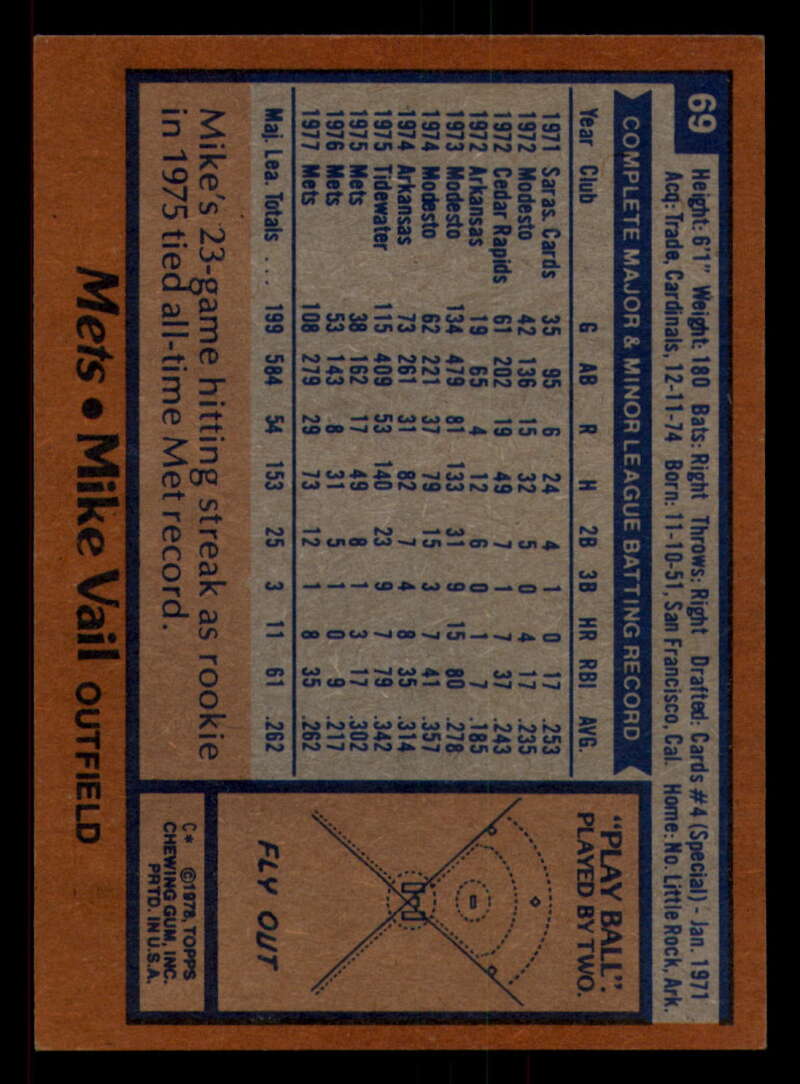 69
Height: 6'1" Weight: 180 Bats: Right Throws: Right Drafted: Cards #4 (Special) - Jan. 1971
Acq: Trade, Cardinals, 12-11-74 Born: 11-10-51, San Francisco, Cal. Home: No. Little Rock, Ark.
COMPLETE MAJOR & MINOR LEAGUE BATTING RECORD
Year Club G AB R H 2B 3B HR RBI AVG.
1971 Saras. Cards 35 95 6 24 4 1 0 17 .253
1972 Modesto 42 136 15 32 5 0 4 17 .235
1972 Cedar Rapids 61 202 19 49 7 1 7 37 .243
1972 Arkansas 19 65 4 12 6 0 1 7 .185
1973 Modesto 134 479 81 133 31 9 15 80 .278
1974 Modesto 62 221 37 79 15 3 7 41 .357
1974 Arkansas 73 261 31 82 7 4 8 35 .314
1975 Tidewater 115 409 53 140 23 9 7 79 .342
1975 Mets 38 162 17 49 8 1 3 17 .302
1976 Mets 53 143 8 31 5 1 0 9 .217
1977 Mets 108 279 29 73 12 1 8 35 .262
Maj. Lea. Totals ... 199 584 54 153 25 3 11 61 .262
Mike's 23-game hitting streak as rookie
in 1975 tied all-time Met record.
"PLAY BALL":
PLAYED BY TWO.
FLY OUT
C* ©1978, TOPPS
CHEWING GUM, INC.
PRTD. IN U.S.A.
Mets • Mike Vail OUTFIELD